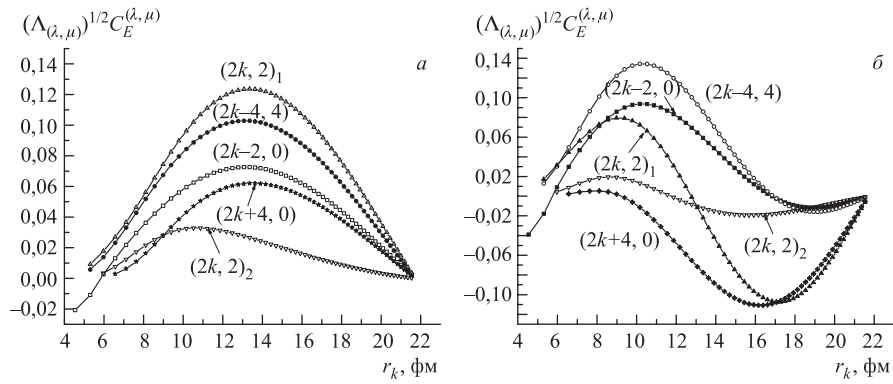 (Λ(λ, μ))1/2CE(λ, μ)
а
0,14
0,12
0,10
0,08
0,06
0,04
0,02
0,00
–0,02
(2k, 2)1
(2k–4, 4)
(2k–2, 0)
(2k+4, 0)
(2k, 2)2
4 6 8 10 12 14 16 18 20 22
rk, фм
(Λ(λ, μ))1/2CE(λ, μ)
б
0,14
0,10
0,06
0,02
–0,02
–0,06
–0,10
(2k–2, 0)
(2k–4, 4)
(2k, 2)1
(2k, 2)2
(2k+4, 0)
4 6 8 10 12 14 16 18 20 22
rk, фм